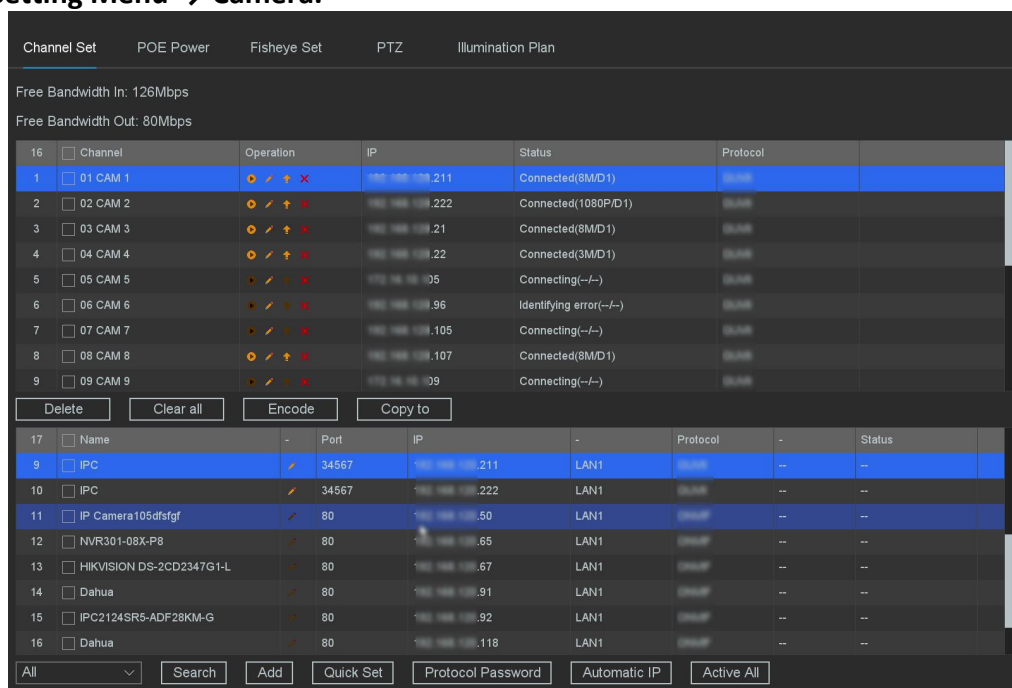 Setting Menu → Camera.
Channel Set POE Power Fisheye Set PTZ Illumination Plan
Free Bandwidth In: 126Mbps
Free Bandwidth Out: 80Mbps
16 Channel Operation IP Status Protocol
1 01 CAM 1 .211 Connected(8M/D1)
2 02 CAM 2 .222 Connected(1080P/D1)
3 03 CAM 3 .21 Connected(8M/D1)
4 04 CAM 4 .22 Connected(3M/D1)
5 05 CAM 5 05 Connecting(--/--)
6 06 CAM 6 .96 Identifying error(--/--)
7 07 CAM 7 .105 Connecting(--/--)
8 08 CAM 8 .107 Connected(8M/D1)
9 09 CAM 9 09 Connecting(--/--)
Delete Clear all Encode Copy to
17 Name - Port IP - Protocol - Status
9 IPC 34567 .211 LAN1 -- --
10 IPC 34567 .222 LAN1 -- --
11 IP Camera105dfsfgf 80 .50 LAN1 -- --
12 NVR301-08X-P8 80 .65 LAN1 -- --
13 HIKVISION DS-2CD2347G1-L 80 .67 LAN1 -- --
14 Dahua 80 .91 LAN1 -- --
15 IPC2124SR5-ADF28KM-G 80 .92 LAN1 -- --
16 Dahua 80 .118 LAN1 -- --
All Search Add Quick Set Protocol Password Automatic IP Active All